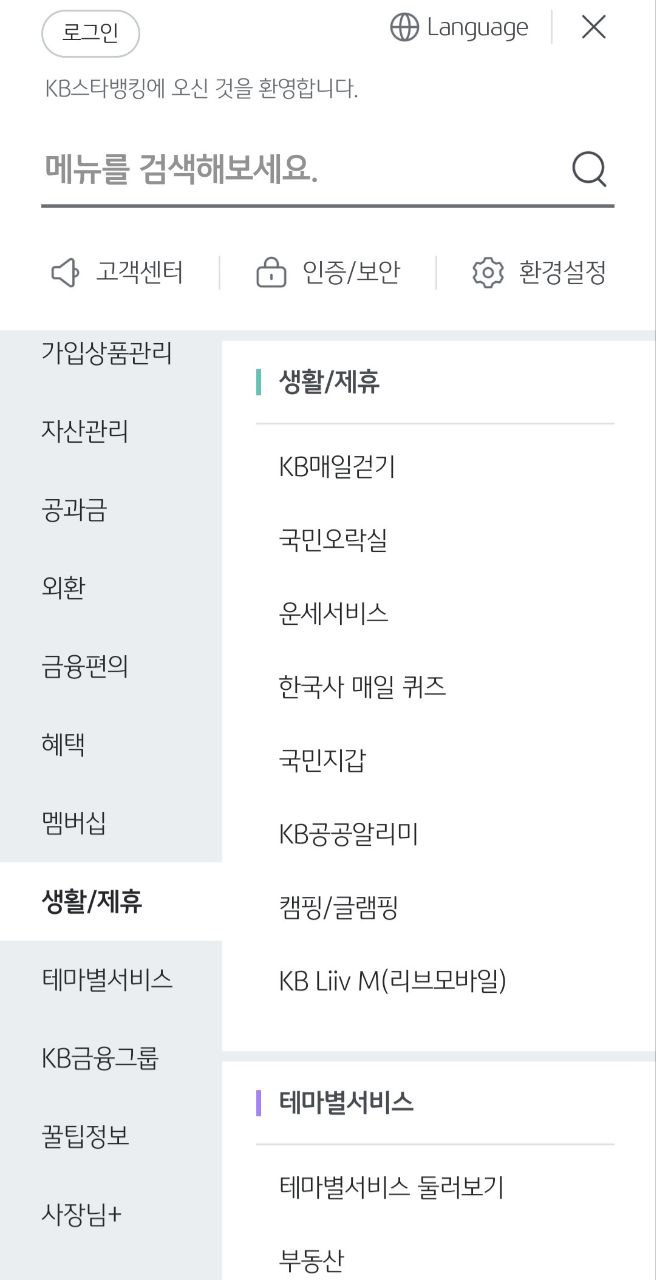 로그인
Language
KB스타뱅킹에 오신 것을 환영합니다.
메뉴를 검색해보세요.
고객센터
인증/보안
환경설정
가입상품관리
자산관리
공과금
외환
금융편의
혜택
멤버십
생활/제휴
테마별서비스
KB금융그룹
꿀팁정보
사장님+
생활/제휴
KB매일걷기
국민오락실
운세서비스
한국사 매일 퀴즈
국민지갑
KB공공알리미
캠핑/글램핑
KB Liiv M(리브모바일)
테마별서비스
테마별서비스 둘러보기
부동산